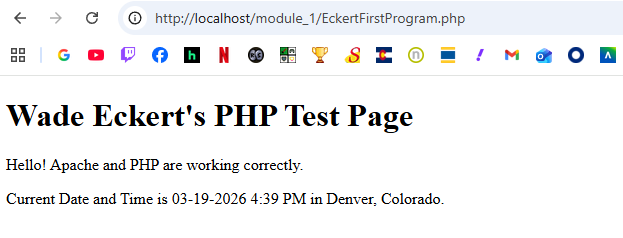 http://localhost/module_1/EckertFirstProgram.php
Wade Eckert's PHP Test Page
Hello! Apache and PHP are working correctly.
Current Date and Time is 03-19-2026 4:39 PM in Denver, Colorado.